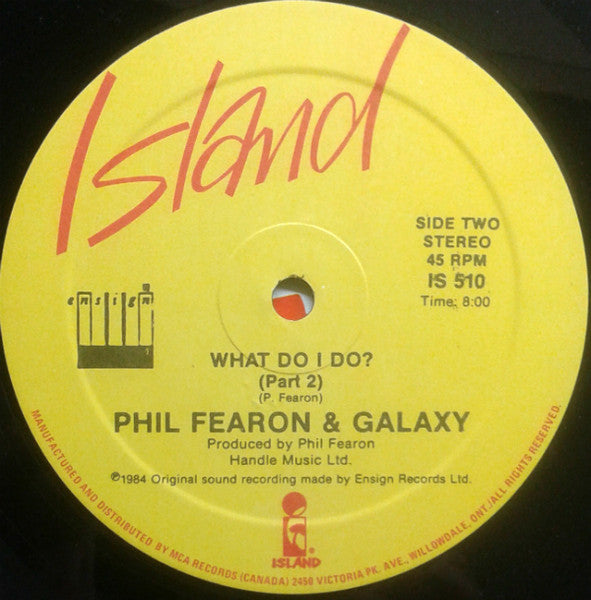 Island
SIDE TWO
STEREO
45 RPM
IS 510
Time: 8:00
ensign
WHAT DO I DO?
(Part 2)
(P. Fearon)
PHIL FEARON & GALAXY
Produced by Phil Fearon
Handle Music Ltd.
℗1984 Original sound recording made by Ensign Records Ltd.
ISLAND®
MANUFACTURED AND DISTRIBUTED BY MCA RECORDS (CANADA) 2450 VICTORIA PK. AVE., WILLOWDALE, ONT./ALL RIGHTS RESERVED.